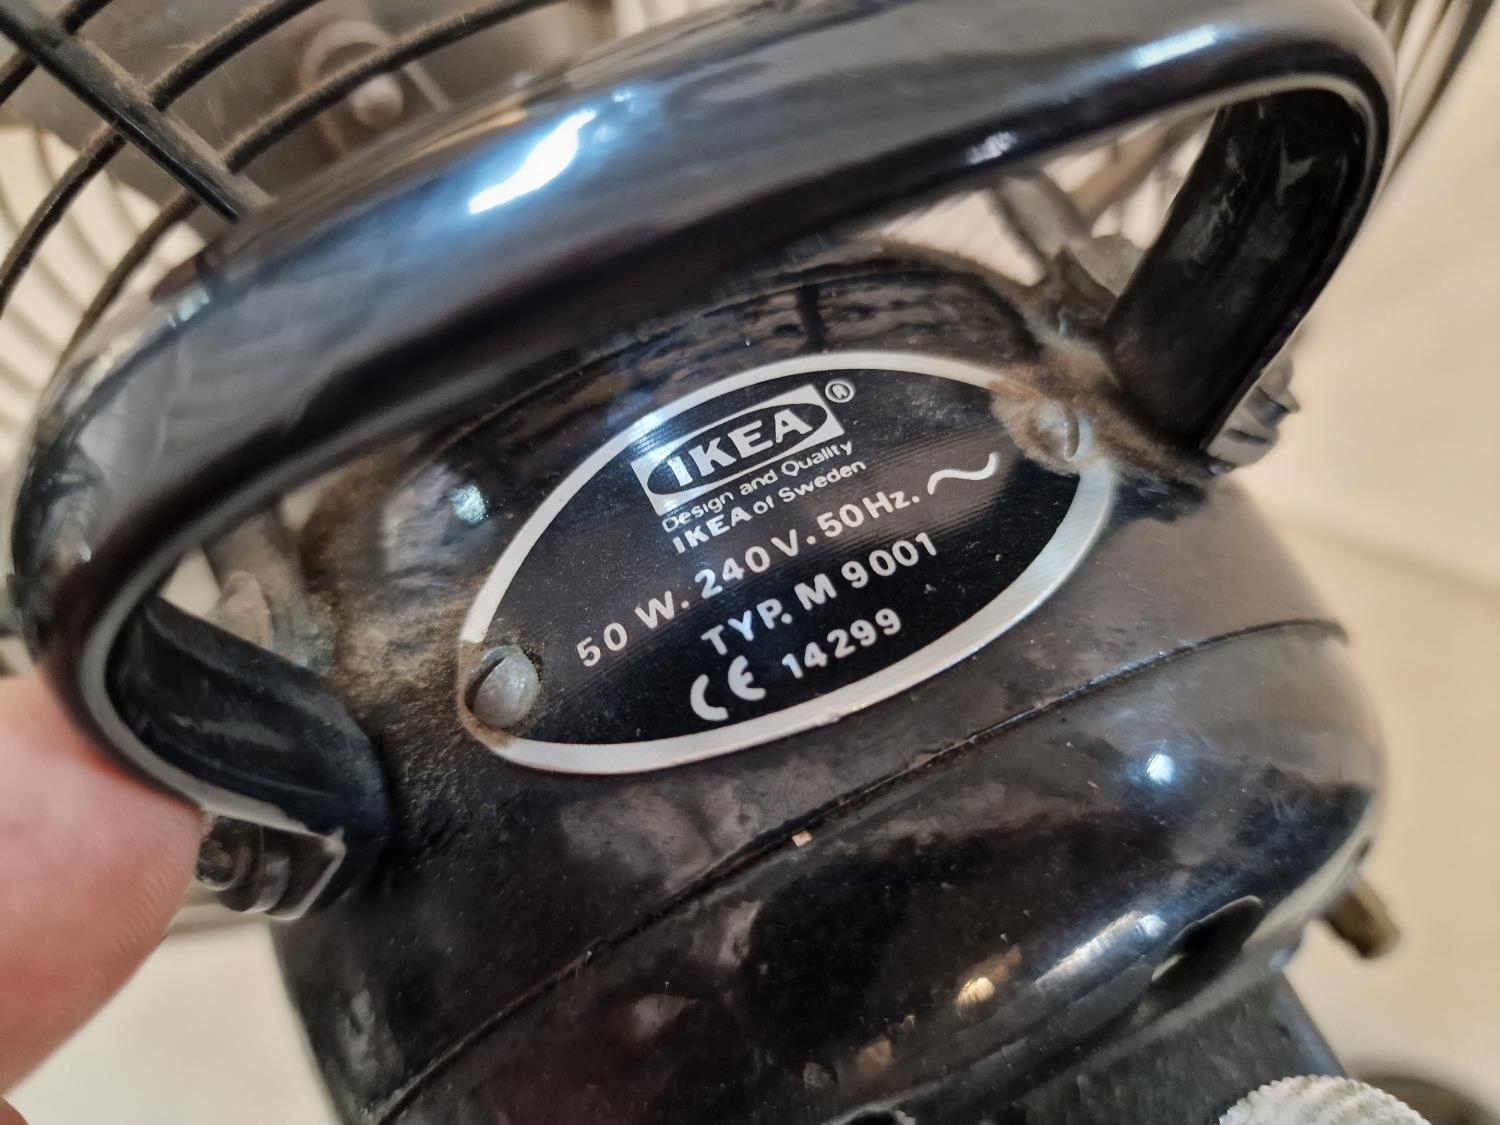 IKEA®
Design and Quality
IKEA of Sweden
50 W. 240 V. 50 Hz. ~
TYP. M 9001
CE 14299